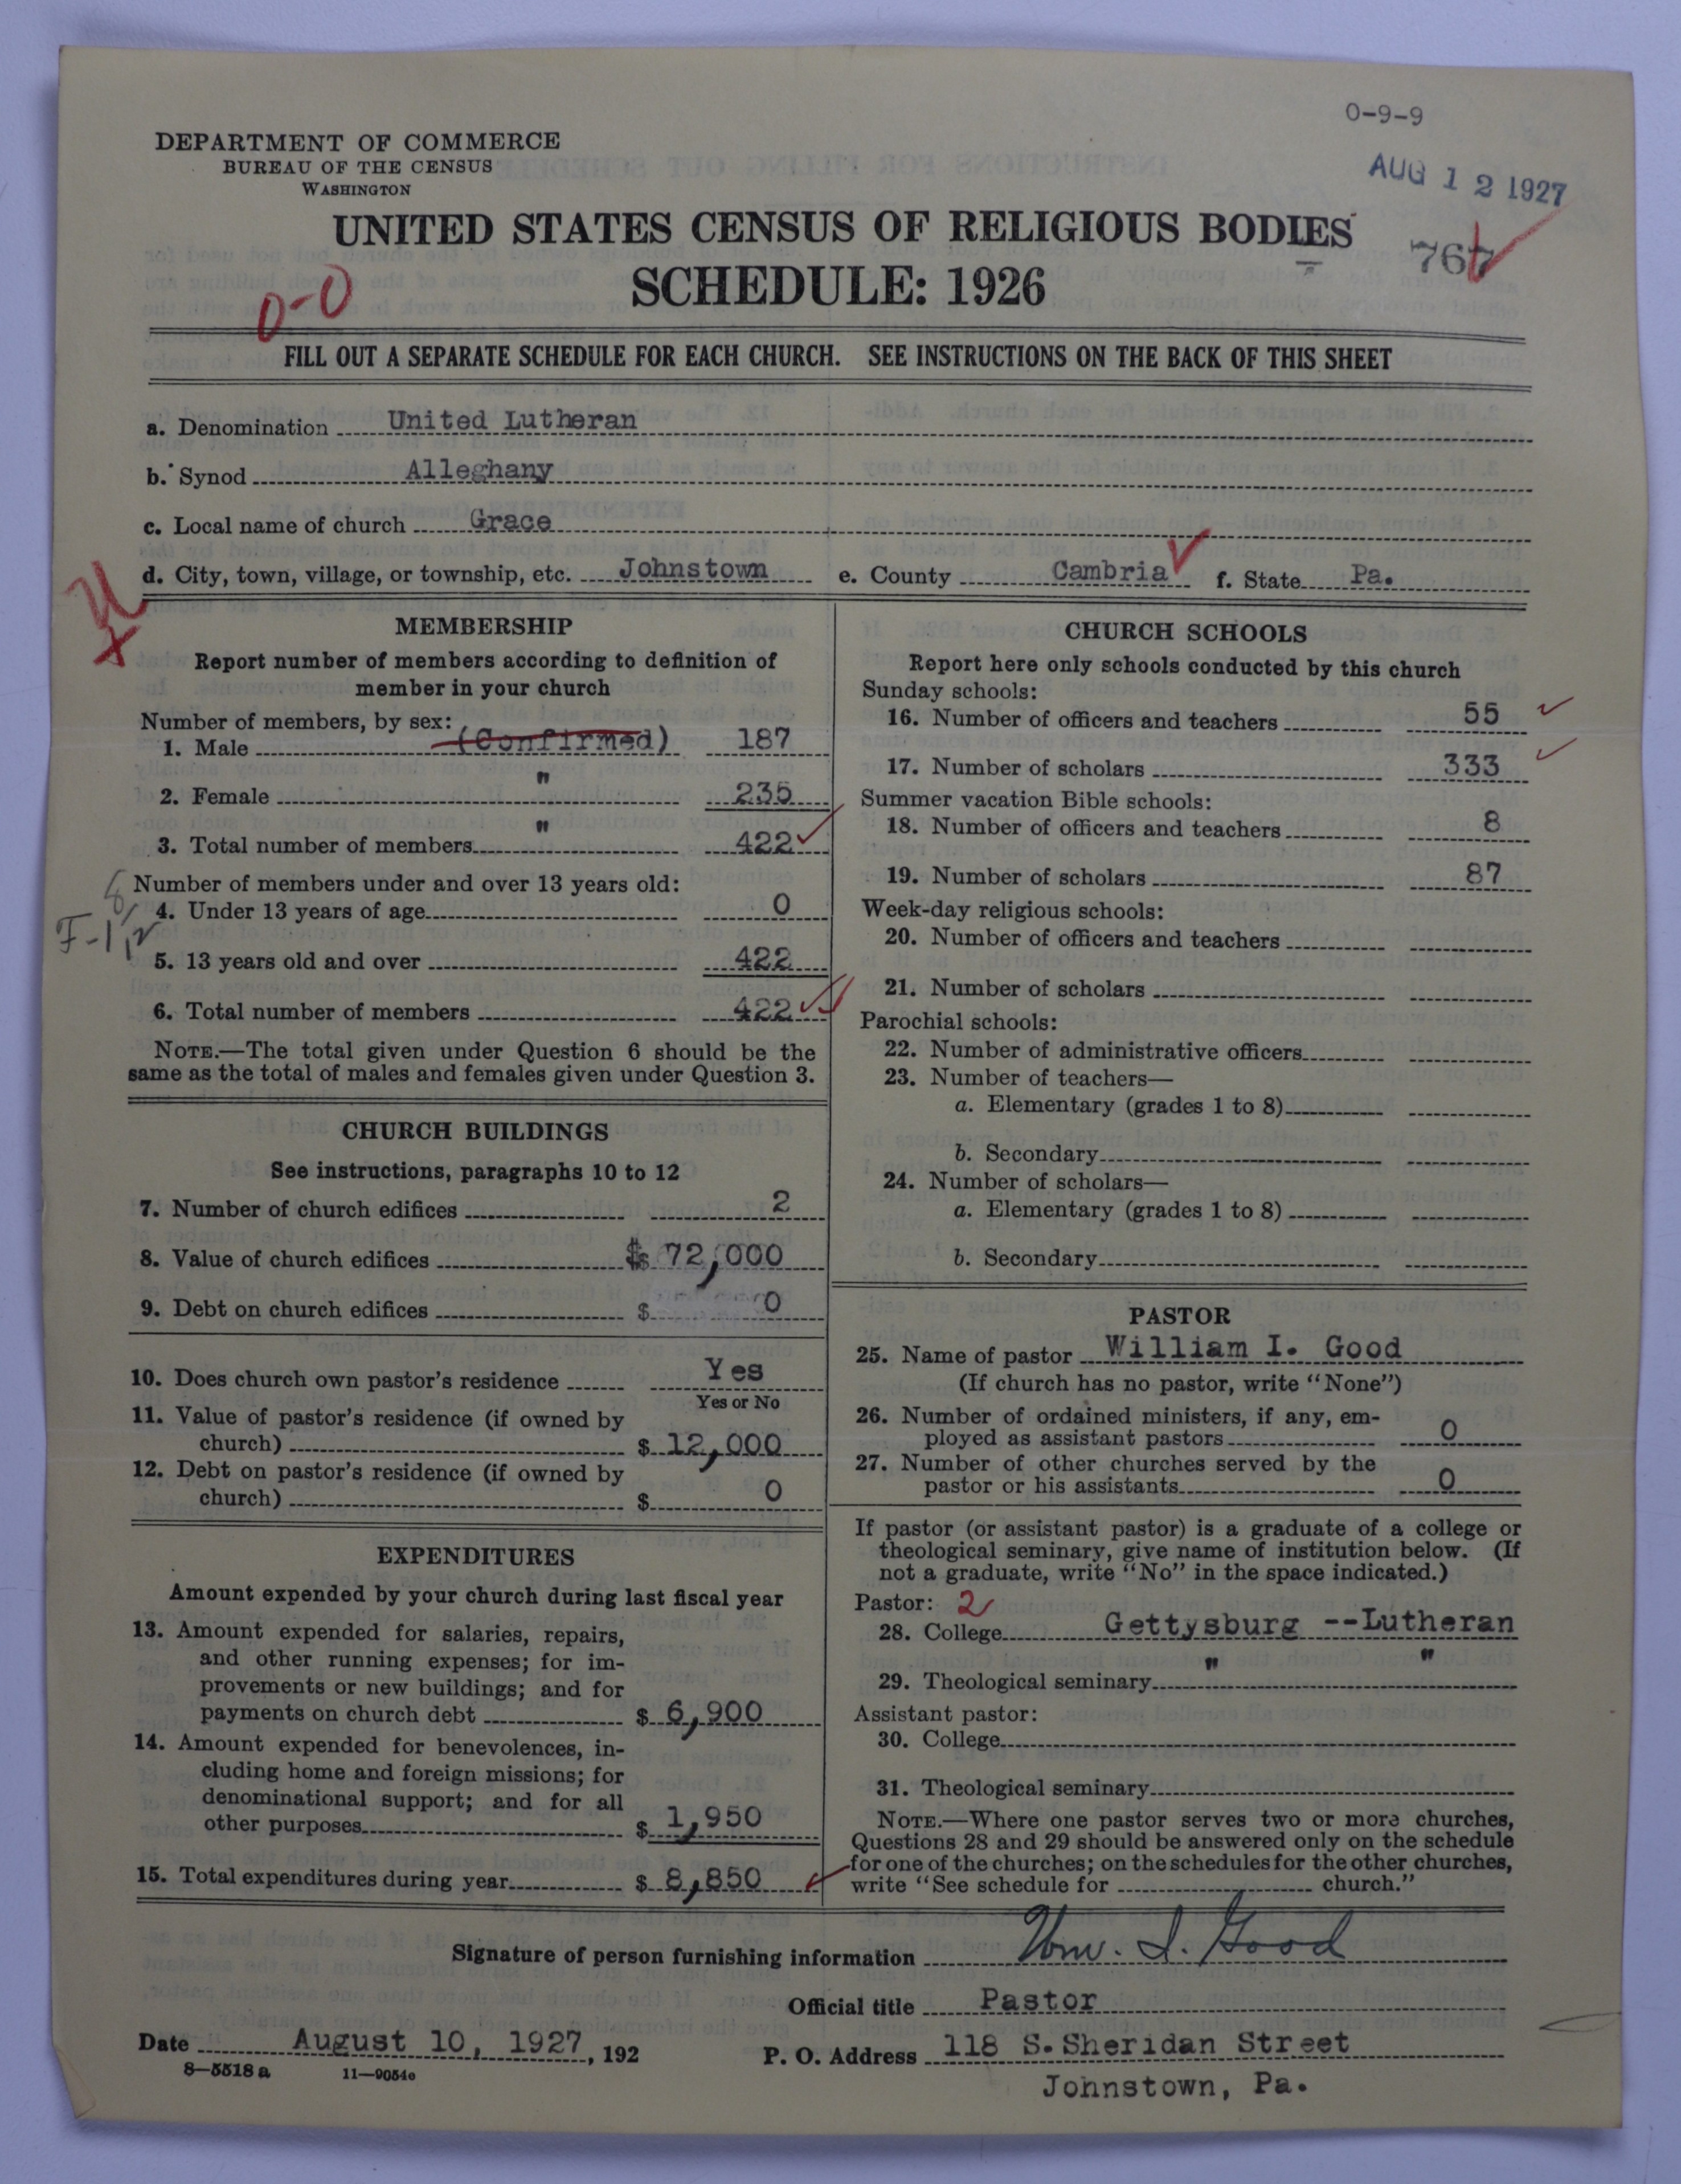 0-9-9
DEPARTMENT OF COMMERCE
BUREAU OF THE CENSUS
WASHINGTON
AUG 12 1927
UNITED STATES CENSUS OF RELIGIOUS BODIES
SCHEDULE: 1926
0-0
FILL OUT A SEPARATE SCHEDULE FOR EACH CHURCH. SEE INSTRUCTIONS ON THE BACK OF THIS SHEET
a. Denomination United Lutheran
b. Synod Alleghany
c. Local name of church Grace
d. City, town, village, or township, etc. Johnstown e. County Cambria f. State Pa.
MEMBERSHIP
Report number of members according to definition of
member in your church
Number of members, by sex:
1. Male (Confirmed) 187
2. Female " 235
3. Total number of members " 422
Number of members under and over 13 years old:
4. Under 13 years of age 0
5. 13 years old and over 422
6. Total number of members 422
NOTE.—The total given under Question 6 should be the
same as the total of males and females given under Question 3.
CHURCH BUILDINGS
See instructions, paragraphs 10 to 12
7. Number of church edifices 2
8. Value of church edifices $ 72,000
9. Debt on church edifices $ 0
10. Does church own pastor's residence Yes
Yes or No
11. Value of pastor's residence (if owned by
church) $ 12,000
12. Debt on pastor's residence (if owned by
church) $ 0
EXPENDITURES
Amount expended by your church during last fiscal year
13. Amount expended for salaries, repairs,
and other running expenses; for im-
provements or new buildings; and for
payments on church debt $ 6,900
14. Amount expended for benevolences, in-
cluding home and foreign missions; for
denominational support; and for all
other purposes $ 1,950
15. Total expenditures during year $ 8,850
CHURCH SCHOOLS
Report here only schools conducted by this church
Sunday schools:
16. Number of officers and teachers 55
17. Number of scholars 333
Summer vacation Bible schools:
18. Number of officers and teachers 8
19. Number of scholars 87
Week-day religious schools:
20. Number of officers and teachers
21. Number of scholars
Parochial schools:
22. Number of administrative officers
23. Number of teachers—
a. Elementary (grades 1 to 8)
b. Secondary
24. Number of scholars—
a. Elementary (grades 1 to 8)
b. Secondary
PASTOR
25. Name of pastor William I. Good
(If church has no pastor, write "None")
26. Number of ordained ministers, if any, em-
ployed as assistant pastors 0
27. Number of other churches served by the
pastor or his assistants 0
If pastor (or assistant pastor) is a graduate of a college or
theological seminary, give name of institution below. (If
not a graduate, write "No" in the space indicated.)
Pastor: 2
28. College Gettysburg --Lutheran
29. Theological seminary " "
Assistant pastor:
30. College
31. Theological seminary
NOTE.—Where one pastor serves two or more churches,
Questions 28 and 29 should be answered only on the schedule
for one of the churches; on the schedules for the other churches,
write "See schedule for church."
Signature of person furnishing information Wm. I. Good
Official title Pastor
Date August 10, 1927, 192
P. O. Address 118 S. Sheridan Street
Johnstown, Pa.
8—5518 a 11—9054c